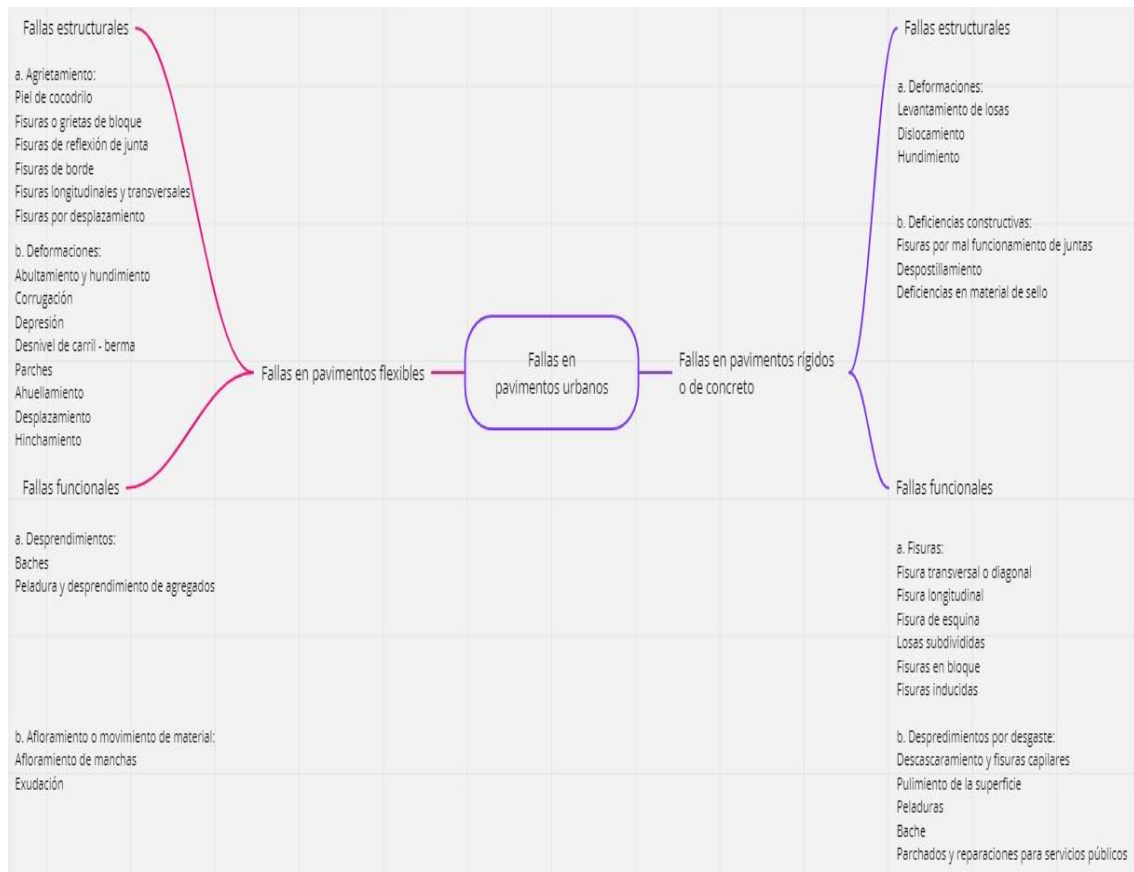 Fallas estructurales
a. Agrietamiento:
Piel de cocodrilo
Fisuras o grietas de bloque
Fisuras de reflexión de junta
Fisuras de borde
Fisuras longitudinales y transversales
Fisuras por desplazamiento
b. Deformaciones:
Abultamiento y hundimiento
Corrugación
Depresión
Desnivel de carril - berma
Parches
Ahuellamiento
Desplazamiento
Hinchamiento
Fallas funcionales
a. Desprendimientos:
Baches
Peladura y desprendimiento de agregados
b. Afloramiento o movimiento de material:
Afloramiento de manchas
Exudación
Fallas en pavimentos flexibles
Fallas en
pavimentos urbanos
Fallas en pavimentos rígidos
o de concreto
Fallas estructurales
a. Deformaciones:
Levantamiento de losas
Dislocamiento
Hundimiento
b. Deficiencias constructivas:
Fisuras por mal funcionamiento de juntas
Despostillamiento
Deficiencias en material de sello
Fallas funcionales
a. Fisuras:
Fisura transversal o diagonal
Fisura longitudinal
Fisura de esquina
Losas subdivididas
Fisuras en bloque
Fisuras inducidas
b. Despredimientos por desgaste:
Descascaramiento y fisuras capilares
Pulimiento de la superficie
Peladuras
Bache
Parchados y reparaciones para servicios públicos